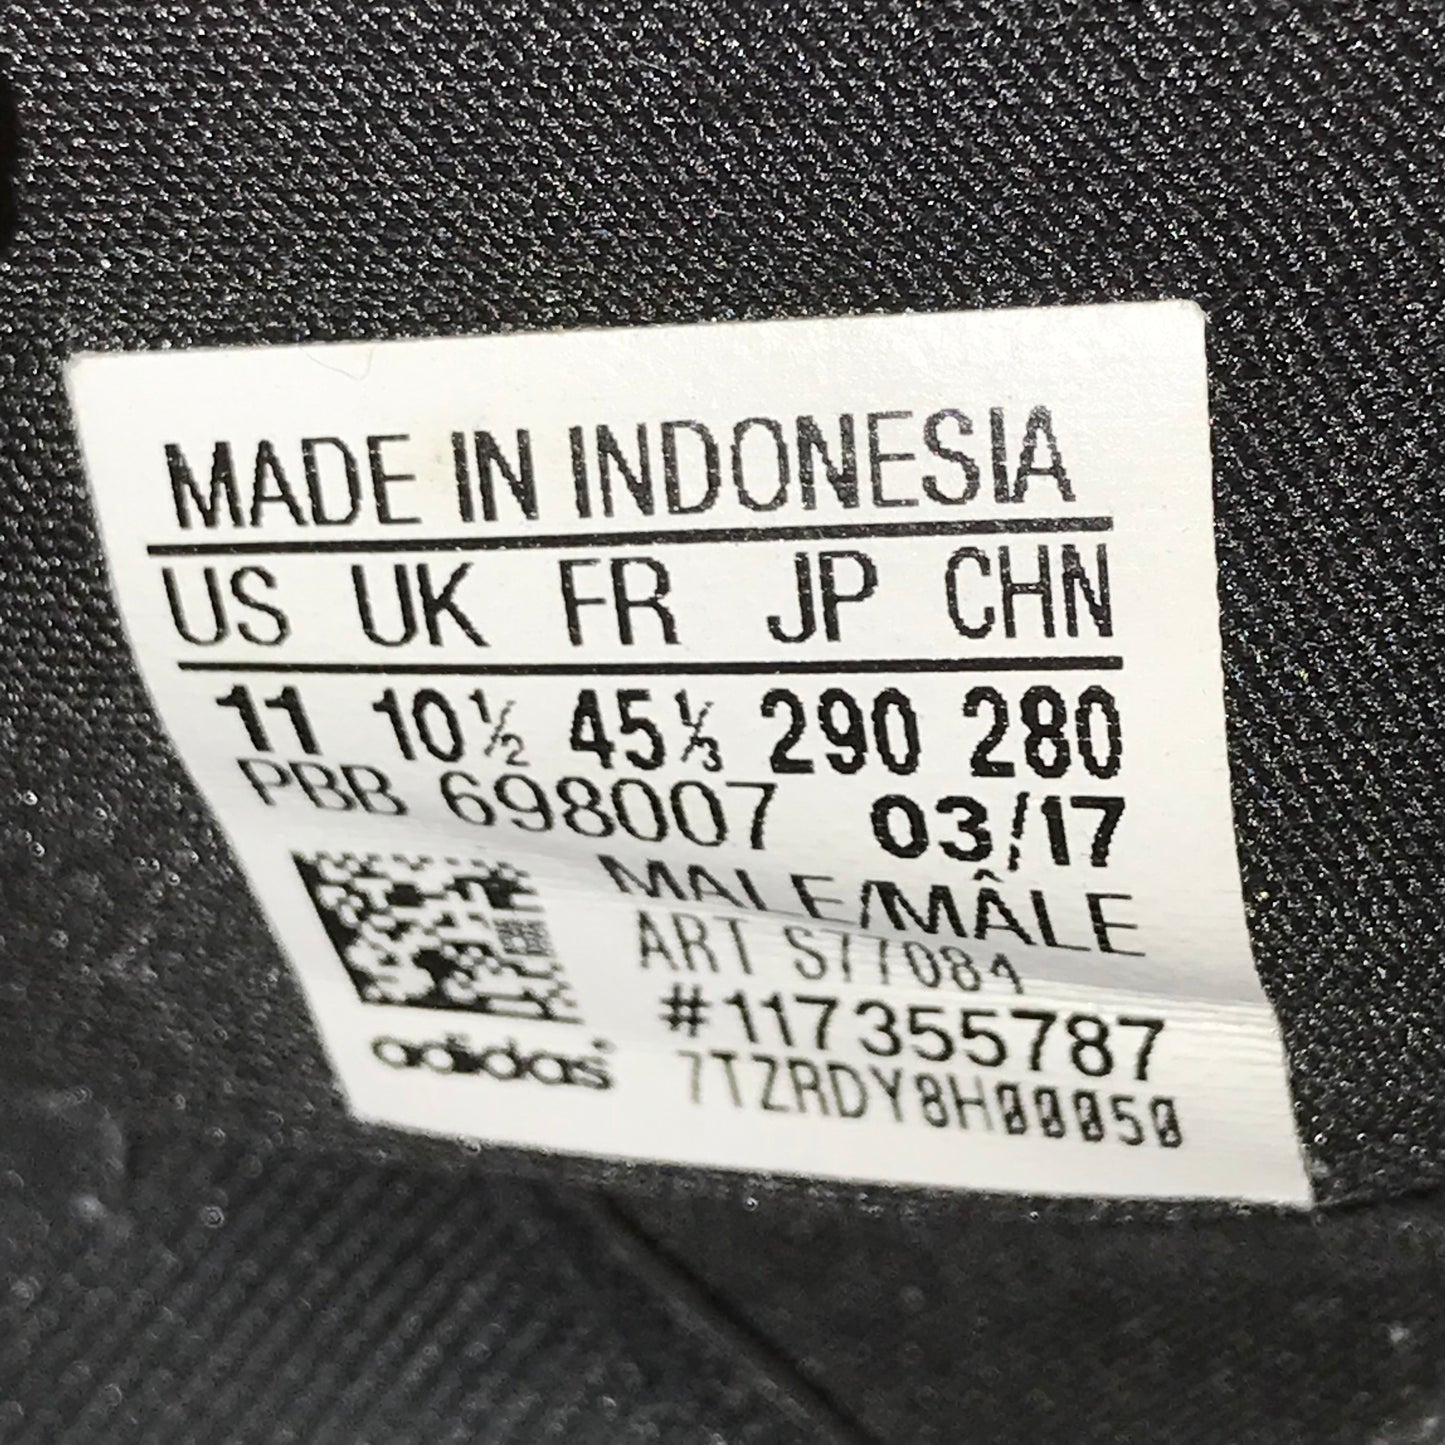 MADE IN INDONESIA
US UK FR JP CHN
11 10½ 45⅓ 290 280
PBB 698007 03/17
MALE/MÂLE
ART S77084
#117355787
adidas® 7TZRDY8H00050